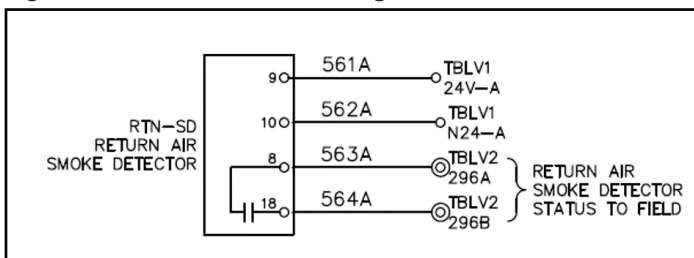 9 561A TBLV1
24V-A
10 562A TBLV1
N24-A
RTN-SD
RETURN AIR
SMOKE DETECTOR
8 563A TBLV2
296A
18 564A TBLV2
296B
RETURN AIR
SMOKE DETECTOR
STATUS TO FIELD